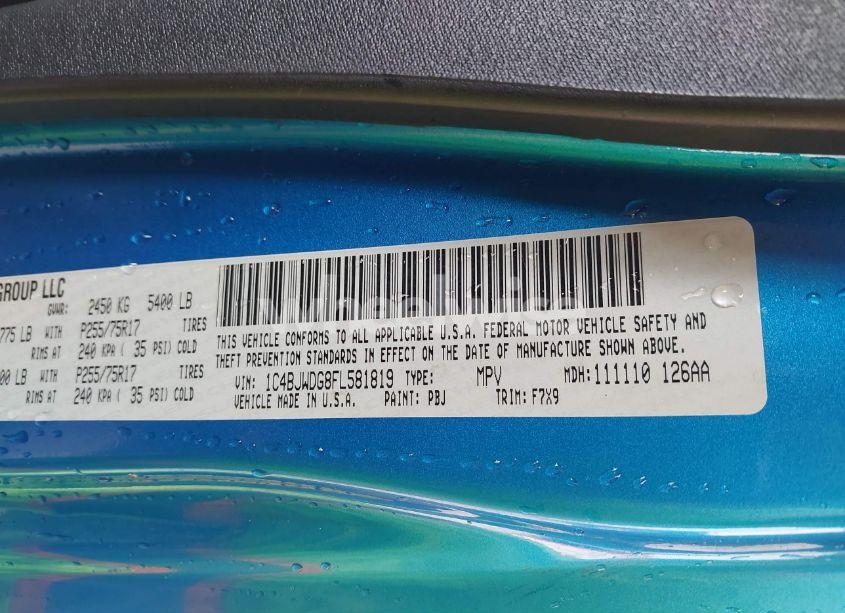 GROUP LLC
GVWR: 2450 KG 5400 LB
775 LB WITH P255/75R17 TIRES
RIMS AT 240 KPA ( 35 PSI) COLD
00 LB WITH P255/75R17 TIRES
RIMS AT 240 KPA ( 35 PSI) COLD
THIS VEHICLE CONFORMS TO ALL APPLICABLE U.S.A. FEDERAL MOTOR VEHICLE SAFETY AND
THEFT PREVENTION STANDARDS IN EFFECT ON THE DATE OF MANUFACTURE SHOWN ABOVE.
VIN: 1C4BJWDG8FL581819 TYPE: MPV MDH: 111110 126AA
VEHICLE MADE IN U.S.A. PAINT: PBJ TRIM: F7X9